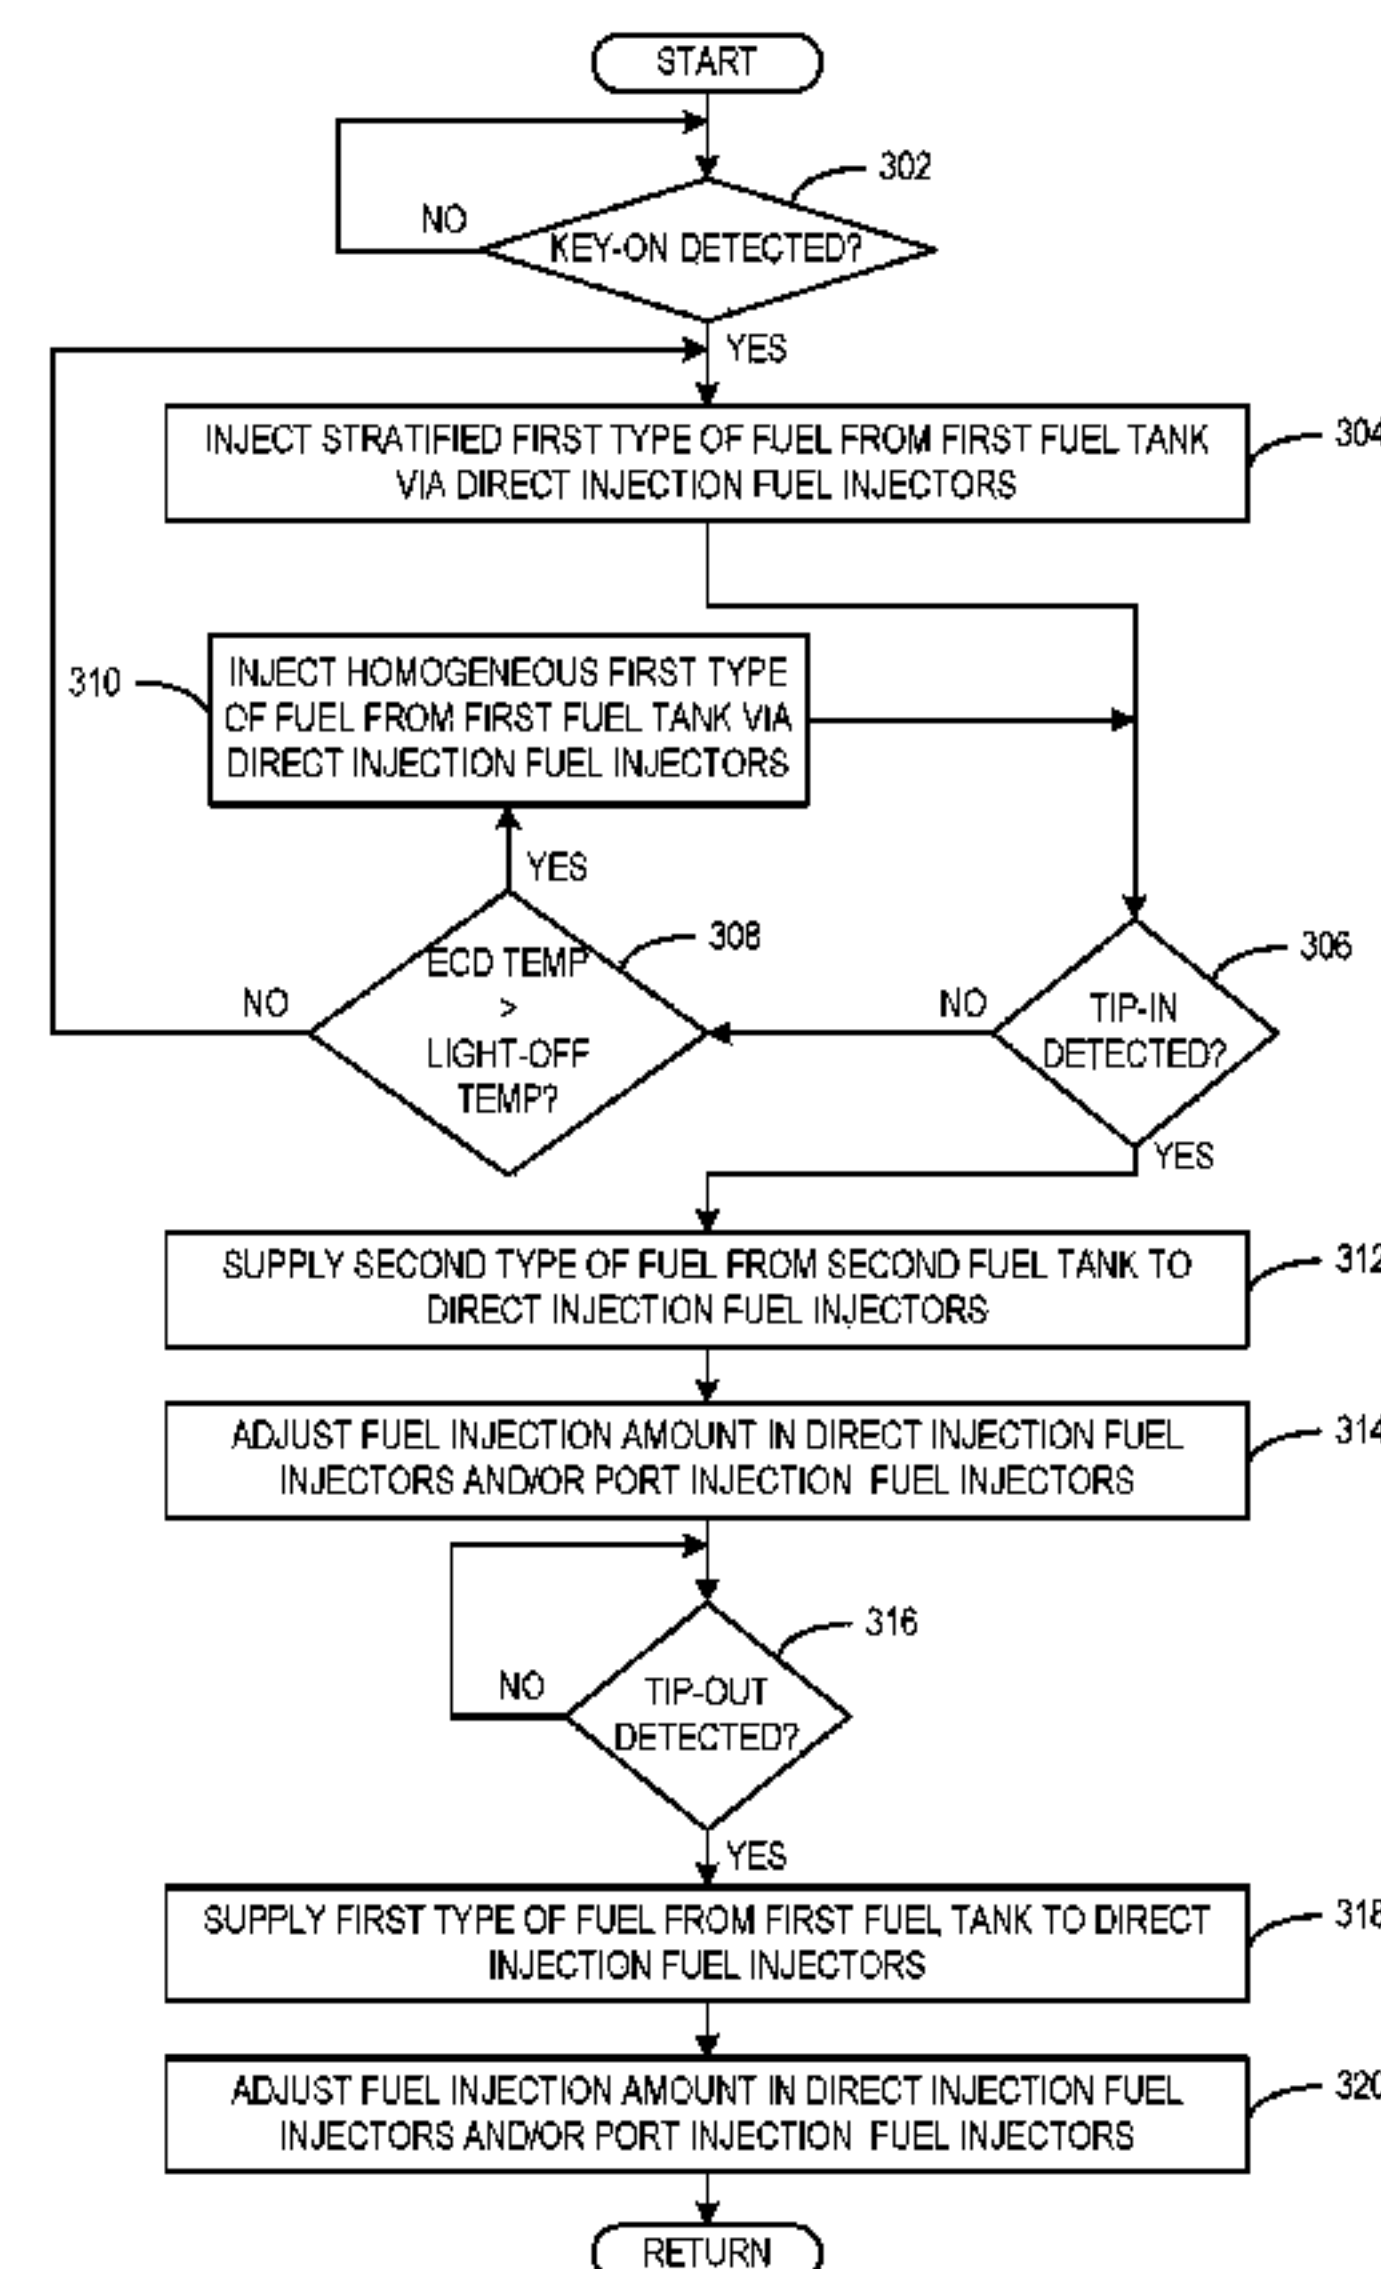 START
302
NO
KEY-ON DETECTED?
YES
INJECT STRATIFIED FIRST TYPE OF FUEL FROM FIRST FUEL TANK
VIA DIRECT INJECTION FUEL INJECTORS
304
310
INJECT HOMOGENEOUS FIRST TYPE
OF FUEL FROM FIRST FUEL TANK VIA
DIRECT INJECTION FUEL INJECTORS
YES
308
ECD TEMP
>
LIGHT-OFF
TEMP?
NO
306
NO
TIP-IN
DETECTED?
YES
SUPPLY SECOND TYPE OF FUEL FROM SECOND FUEL TANK TO
DIRECT INJECTION FUEL INJECTORS
312
ADJUST FUEL INJECTION AMOUNT IN DIRECT INJECTION FUEL
INJECTORS AND/OR PORT INJECTION FUEL INJECTORS
314
316
NO
TIP-OUT
DETECTED?
YES
SUPPLY FIRST TYPE OF FUEL FROM FIRST FUEL TANK TO DIRECT
INJECTION FUEL INJECTORS
318
ADJUST FUEL INJECTION AMOUNT IN DIRECT INJECTION FUEL
INJECTORS AND/OR PORT INJECTION FUEL INJECTORS
320
RETURN